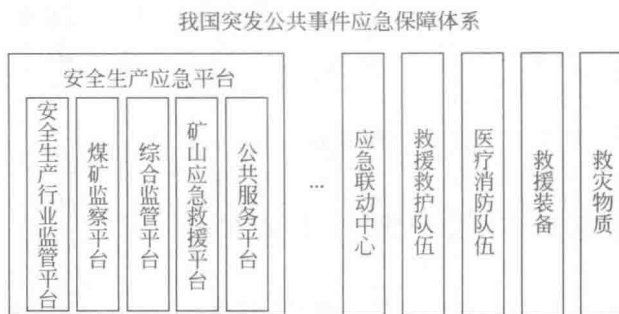 我国突发公共事件应急保障体系
安全生产应急平台
安全生产行业监管平台
煤矿监察平台
综合监管平台
矿山应急救援平台
公共服务平台
...
应急联动中心
救援救护队伍
医疗消防队伍
救援装备
救灾物质